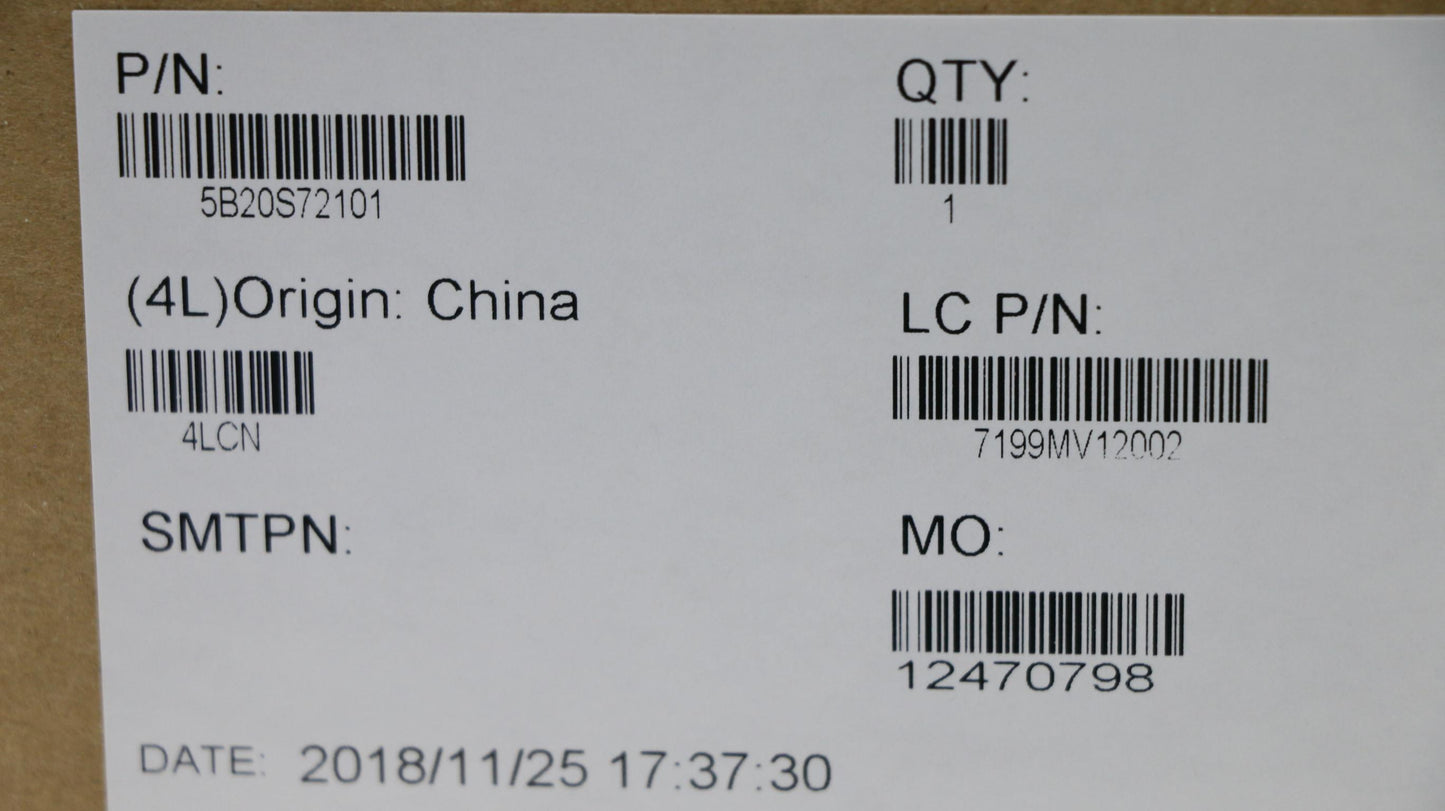 P/N:
5B20S72101
QTY:
1
(4L)Origin: China
4LCN
LC P/N:
7199MV12002
SMTPN:
MO:
12470798
DATE: 2018/11/25 17:37:30